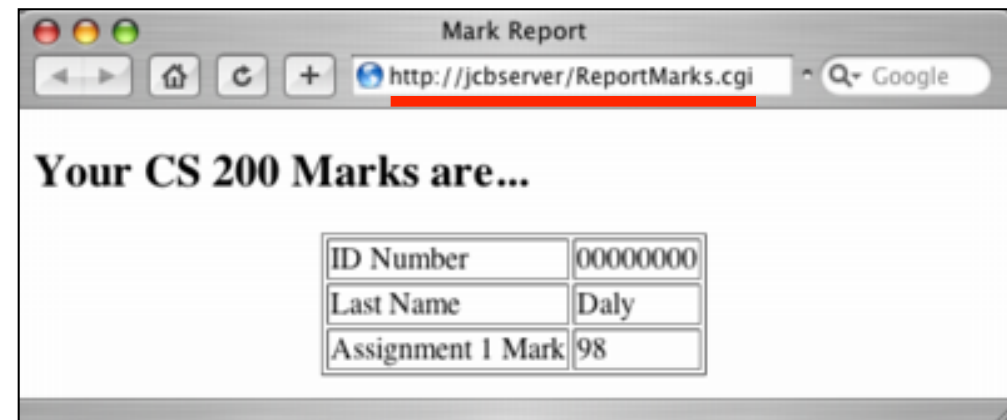 Mark Report
http://jcbserver/ReportMarks.cgi Google
Your CS 200 Marks are...
ID Number 00000000
Last Name Daly
Assignment 1 Mark 98